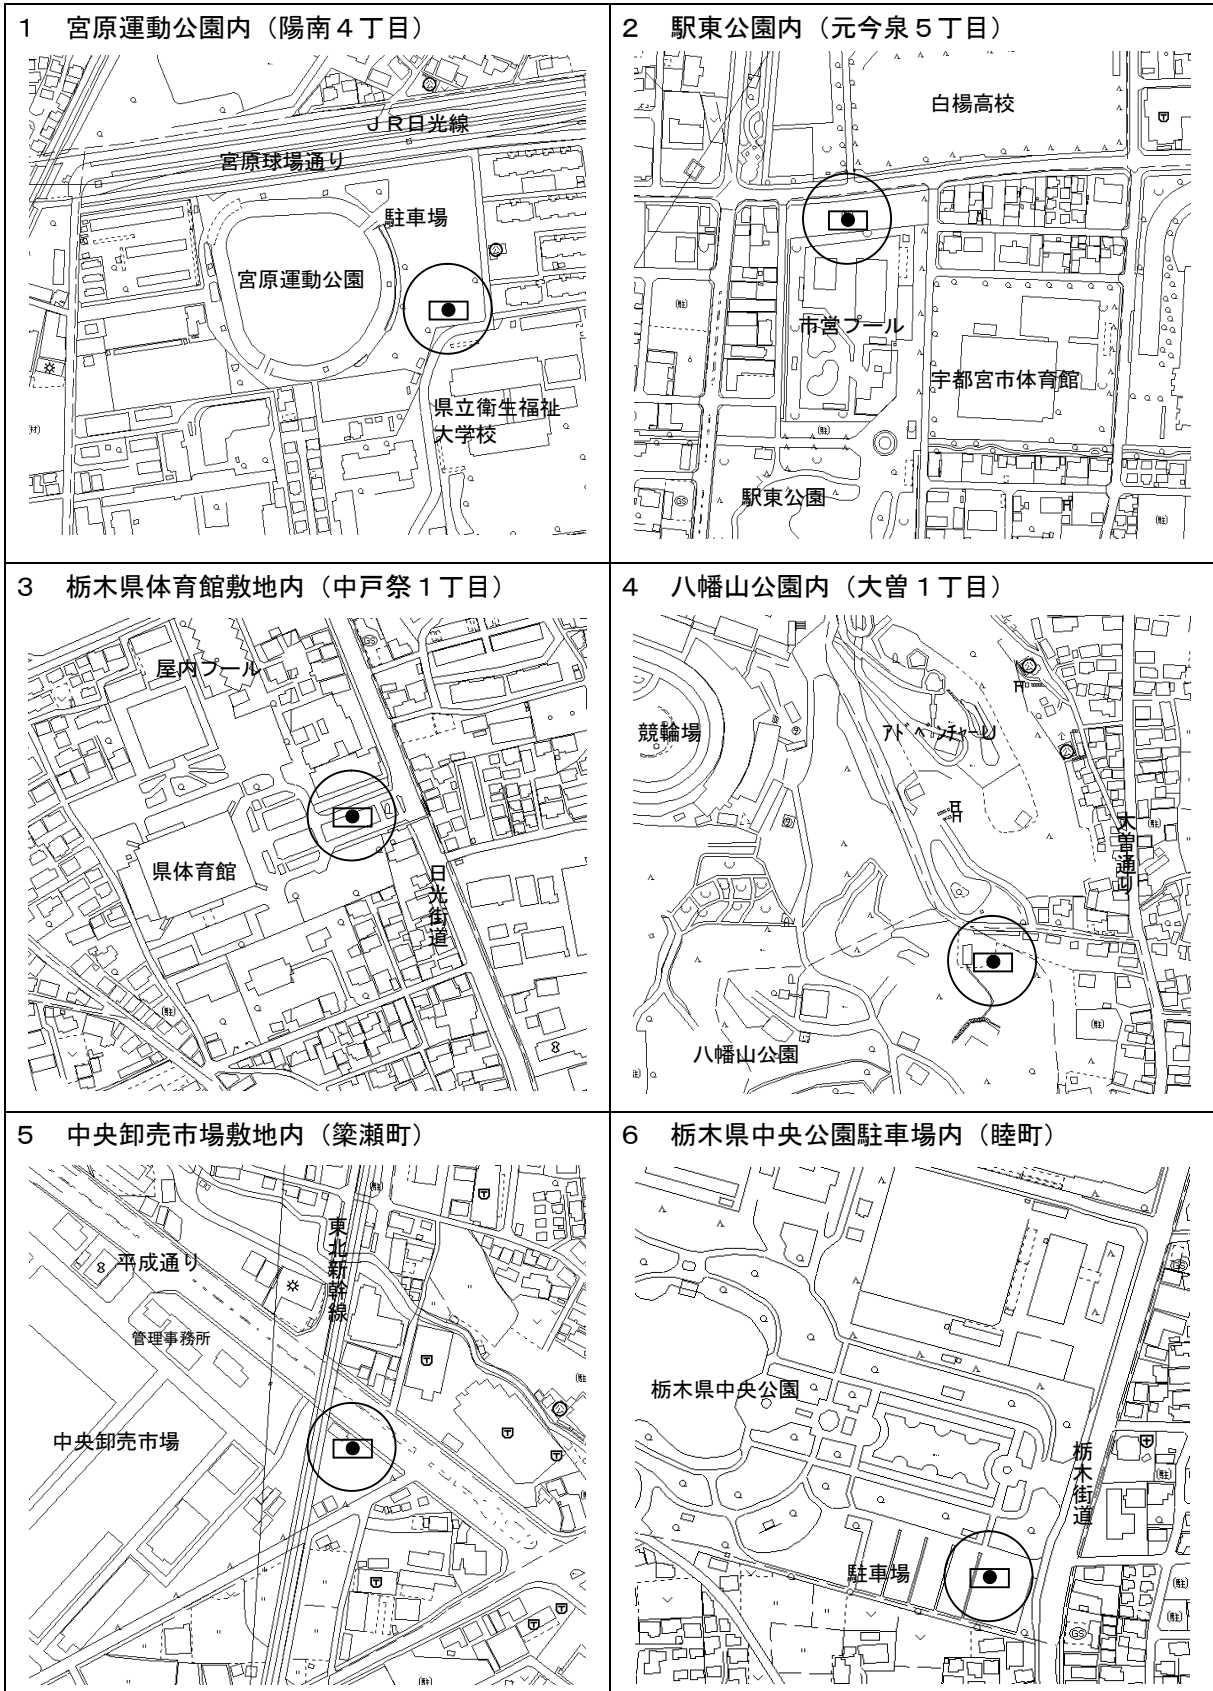 1 宮原運動公園内（陽南４丁目）
ＪＲ日光線
宮原球場通り
駐車場
宮原運動公園
県立衛生福祉
大学校
2 駅東公園内（元今泉５丁目）
白楊高校
市営プール
宇都宮市体育館
駅東公園
3 栃木県体育館敷地内（中戸祭１丁目）
屋内プール
県体育館
日光街道
4 八幡山公園内（大曽１丁目）
競輪場
ｱﾄﾞﾍﾞﾝﾁｬｰU
大曽通り
八幡山公園
5 中央卸売市場敷地内（簗瀬町）
東北新幹線
平成通り
管理事務所
中央卸売市場
6 栃木県中央公園駐車場内（睦町）
栃木県中央公園
栃木街道
駐車場